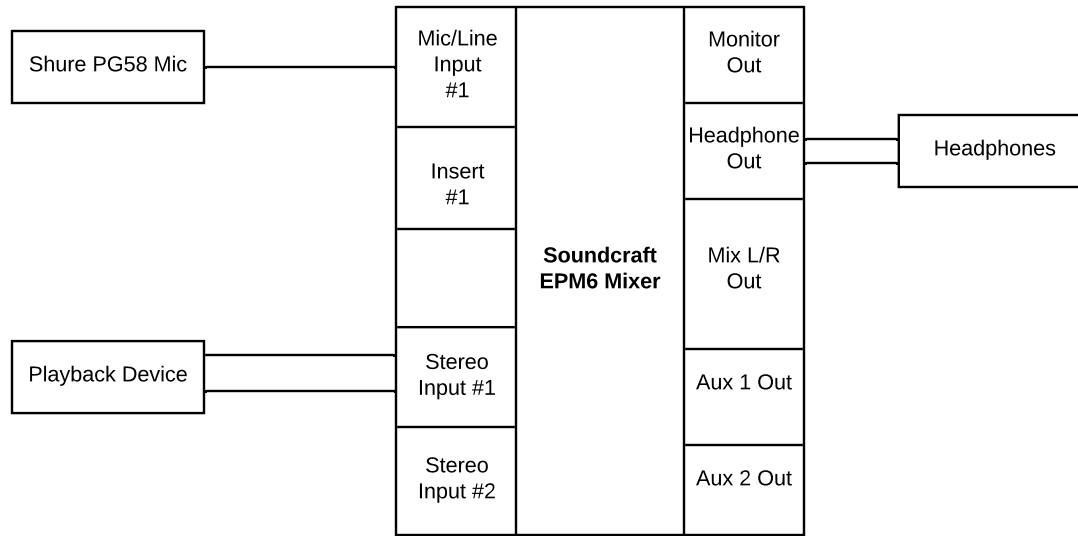 Shure PG58 Mic
Playback Device
Mic/Line
Input
#1
Insert
#1
Stereo
Input #1
Stereo
Input #2
Soundcraft
EPM6 Mixer
Monitor
Out
Headphone
Out
Mix L/R
Out
Aux 1 Out
Aux 2 Out
Headphones